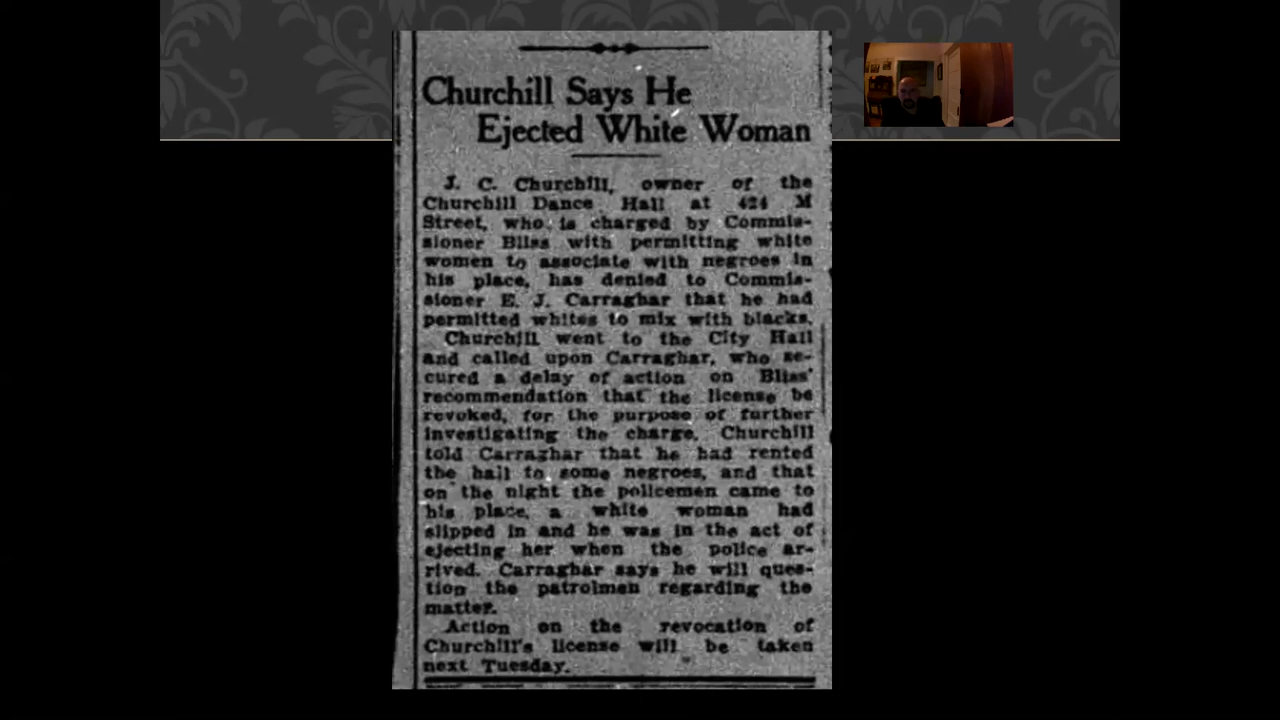 Churchill Says He
Ejected White Woman
J. C. Churchill, owner of the
Churchill Dance Hall at 424 M
Street, who is charged by Commis-
sioner Bliss with permitting white
women to associate with negroes in
his place, has denied to Commis-
sioner E. J. Carraghar that he had
permitted whites to mix with blacks.
Churchill went to the City Hall
and called upon Carraghar, who se-
cured a delay of action on Bliss'
recommendation that the license be
revoked, for the purpose of further
investigating the charge. Churchill
told Carraghar that he had rented
the hall to some negroes, and that
on the night the policemen came to
his place, a white woman had
slipped in and he was in the act of
ejecting her when the police ar-
rived. Carraghar says he will ques-
tion the patrolmen regarding the
matter.
Action on the revocation of
Churchill's license will be taken
next Tuesday.